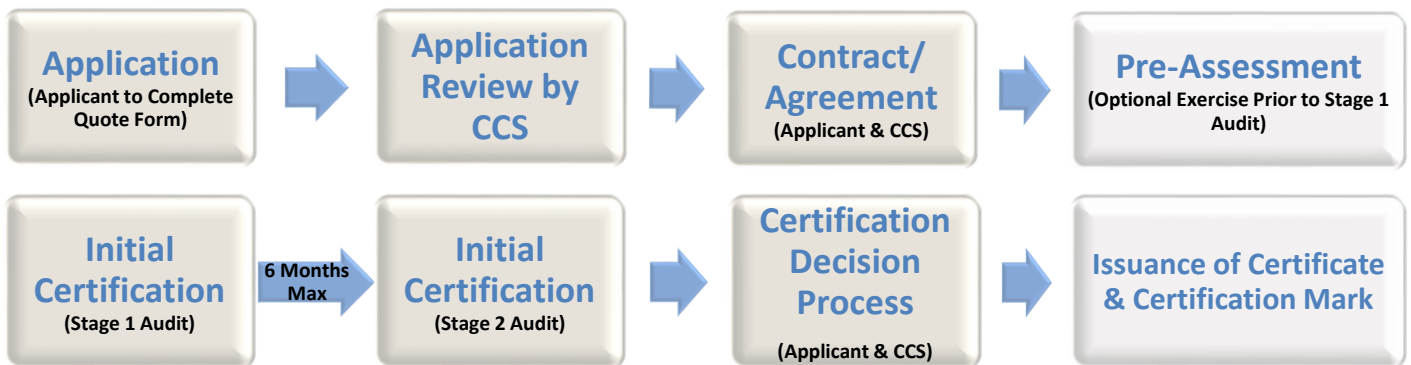 Application
(Applicant to Complete
Quote Form)
Application
Review by
CCS
Contract/
Agreement
(Applicant & CCS)
Pre-Assessment
(Optional Exercise Prior to Stage 1
Audit)
Initial
Certification
(Stage 1 Audit)
6 Months
Max
Initial
Certification
(Stage 2 Audit)
Certification
Decision
Process
(Applicant & CCS)
Issuance of Certificate
& Certification Mark